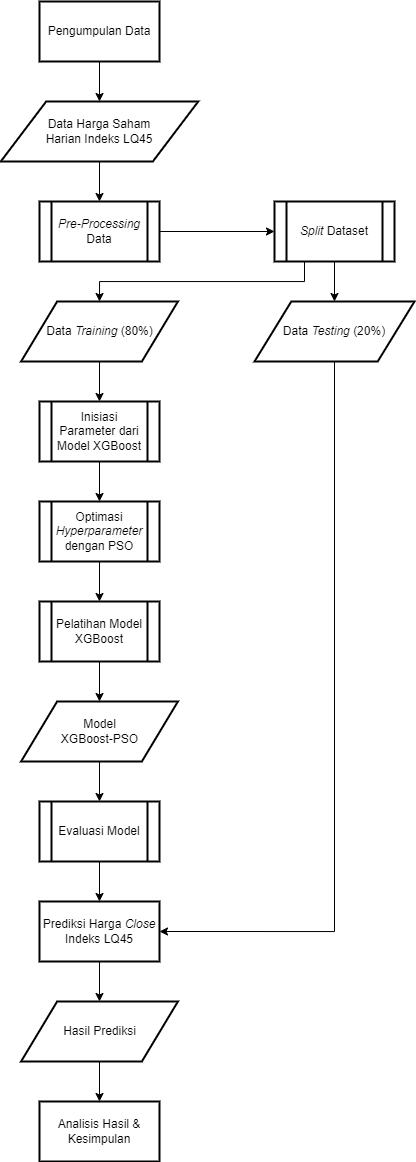 Pengumpulan Data
Data Harga Saham
Harian Indeks LQ45
Pre-Processing
Data
Split Dataset
Data Training (80%)
Data Testing (20%)
Inisiasi
Parameter dari
Model XGBoost
Optimasi
Hyperparameter
dengan PSO
Pelatihan Model
XGBoost
Model
XGBoost-PSO
Evaluasi Model
Prediksi Harga Close
Indeks LQ45
Hasil Prediksi
Analisis Hasil &
Kesimpulan